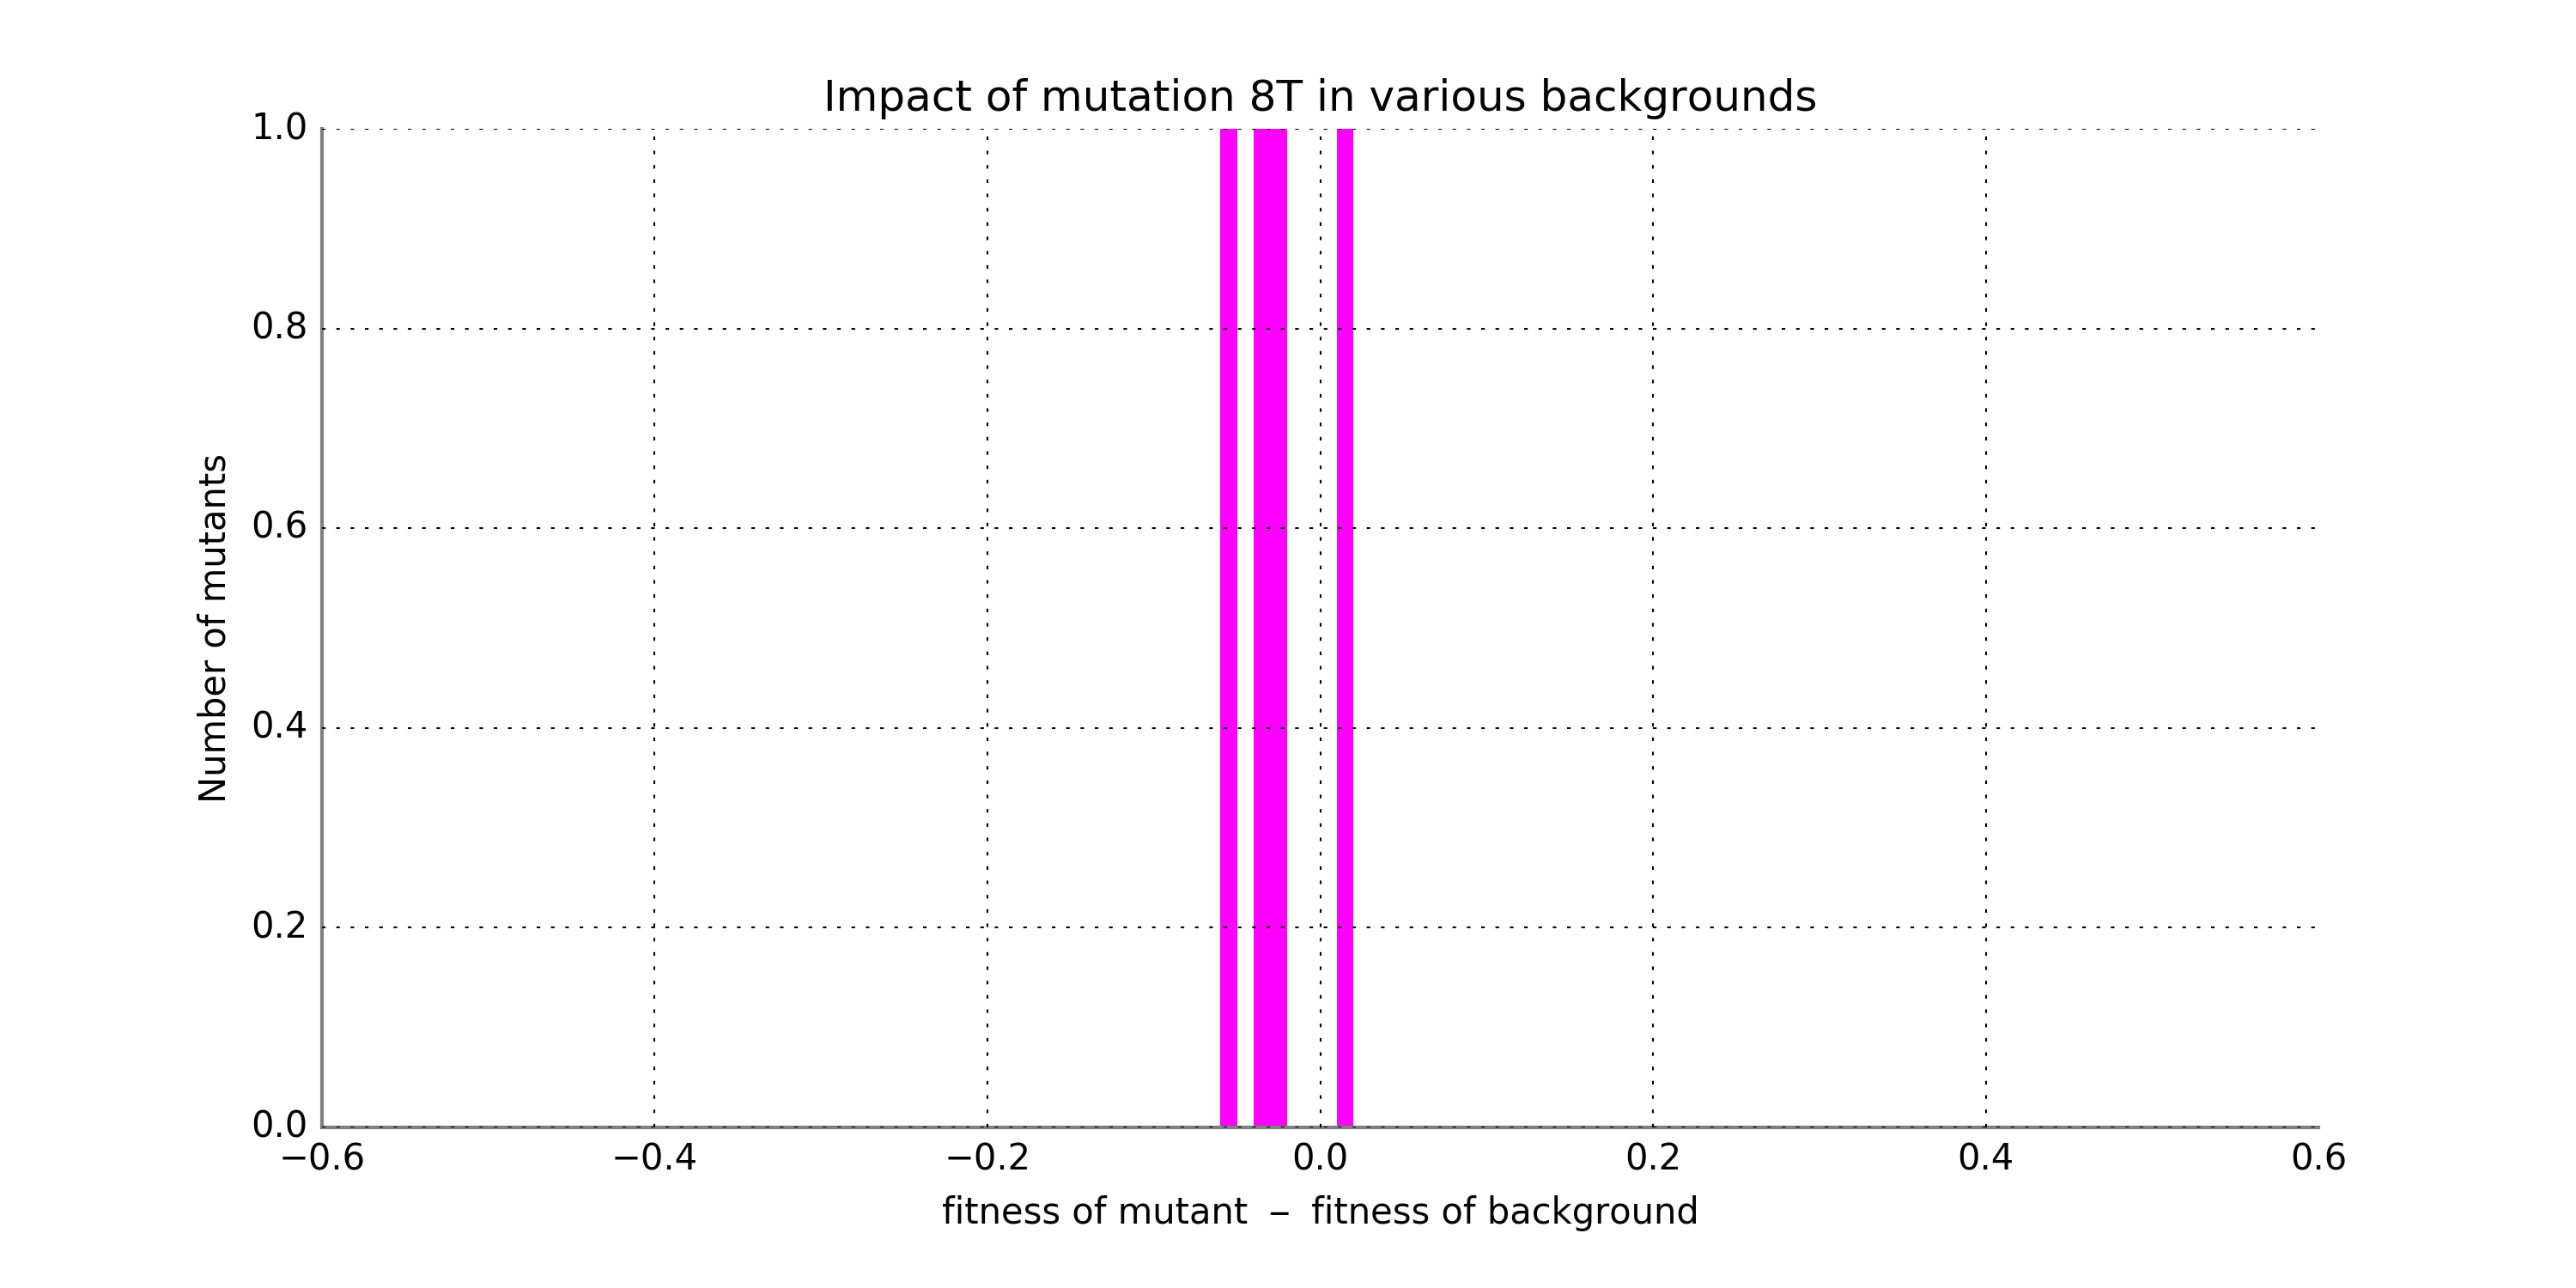 Impact of mutation 8T in various backgrounds
1.0
0.8
0.6
0.4
0.2
0.0
Number of mutants
−0.6 −0.4 −0.2 0.0 0.2 0.4 0.6
fitness of mutant – fitness of background